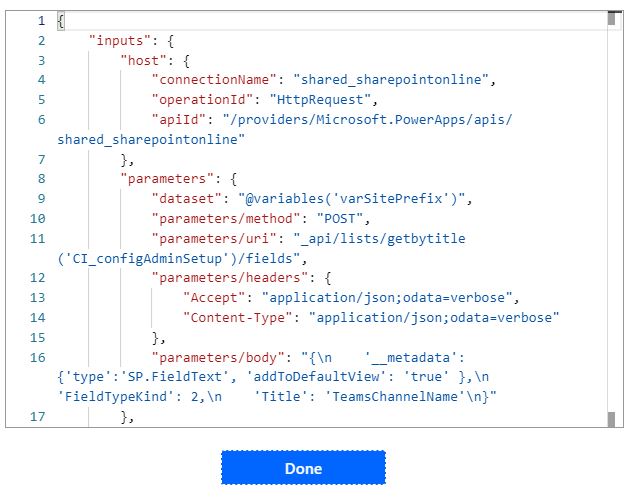 1 {
2 "inputs": {
3 "host": {
4 "connectionName": "shared_sharepointonline",
5 "operationId": "HttpRequest",
6 "apiId": "/providers/Microsoft.PowerApps/apis/
shared_sharepointonline"
7 },
8 "parameters": {
9 "dataset": "@variables('varSitePrefix')",
10 "parameters/method": "POST",
11 "parameters/uri": "_api/lists/getbytitle
('CI_configAdminSetup')/fields",
12 "parameters/headers": {
13 "Accept": "application/json;odata=verbose",
14 "Content-Type": "application/json;odata=verbose"
15 },
16 "parameters/body": "{\n    '__metadata':
{'type':'SP.FieldText', 'addToDefaultView': 'true' },\n
'FieldTypeKind': 2,\n    'Title': 'TeamsChannelName'\n}"
17 },
Done